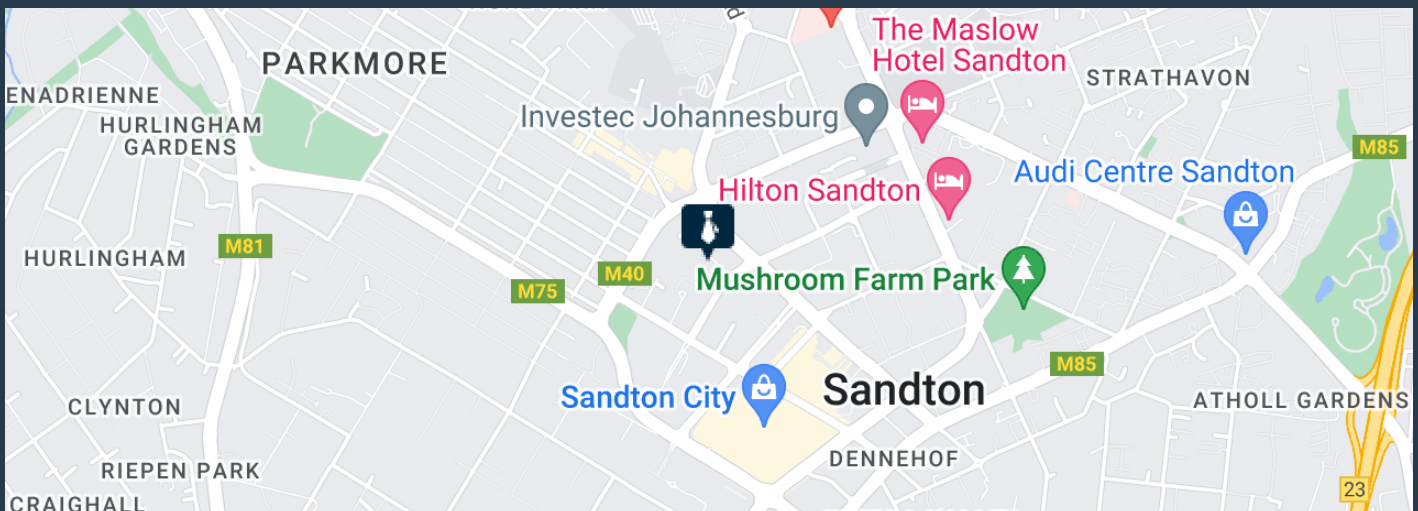 The Maslow
Hotel Sandton
PARKMORE
STRATHAVON
ENADRIENNE
Investec Johannesburg
HURLINGHAM
GARDENS
M85
Audi Centre Sandton
Hilton Sandton
M81
HURLINGHAM
M40
Mushroom Farm Park
M75
M85
Sandton City
Sandton
CLYNTON
ATHOLL GARDENS
DENNEHOF
RIEPEN PARK
23
CRAIGHALL